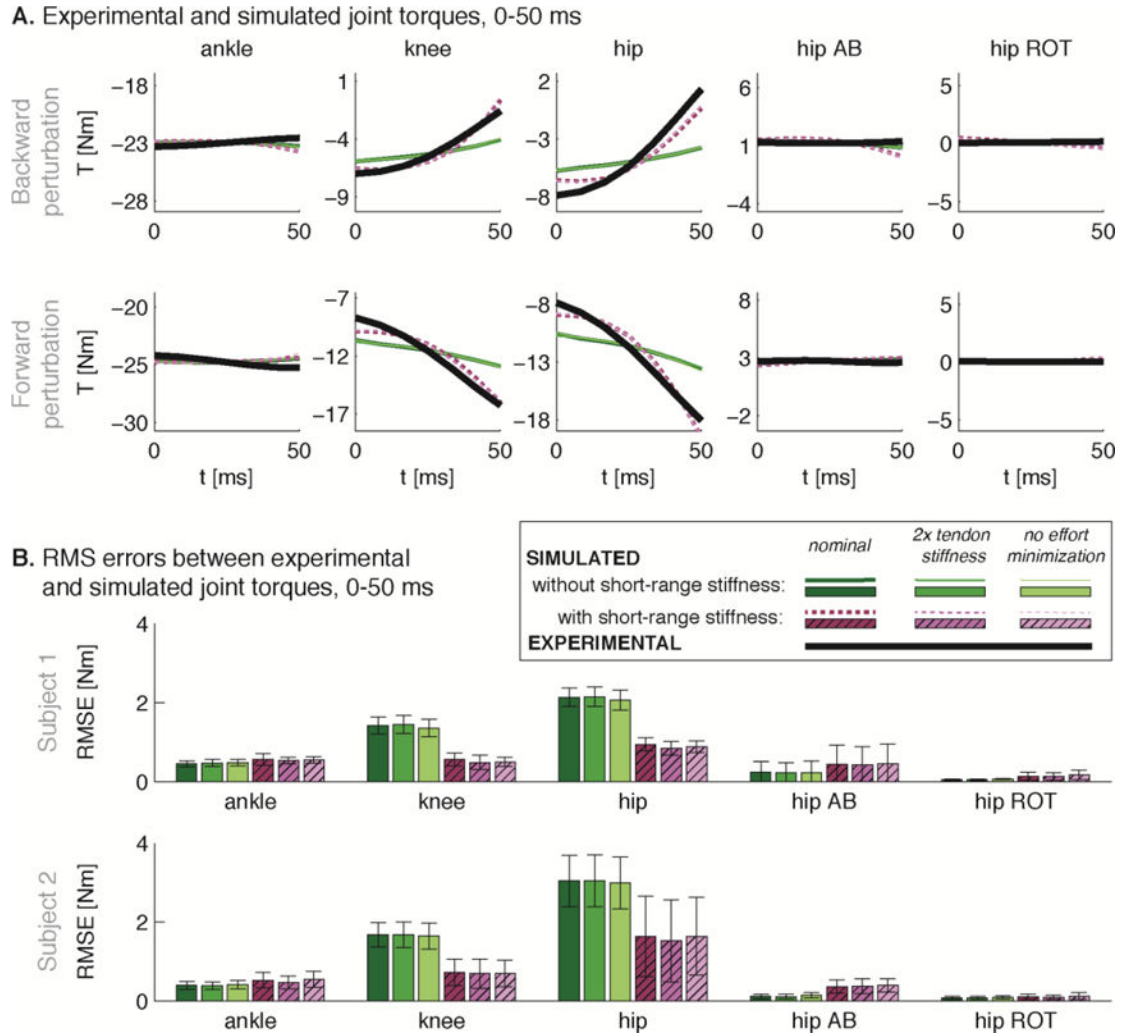 A. Experimental and simulated joint torques, 0-50 ms
ankle knee hip hip AB hip ROT
Backward perturbation
T [Nm]
−18 −23 −28
1 −4 −9
2 −3 −8
6 1 −4
5 0 −5
0 50 0 50 0 50 0 50 0 50
Forward perturbation
T [Nm]
−20 −25 −30
−7 −12 −17
−8 −13 −18
8 3 −2
5 0 −5
0 50 0 50 0 50 0 50 0 50
t [ms] t [ms] t [ms] t [ms] t [ms]
B. RMS errors between experimental
and simulated joint torques, 0-50 ms
SIMULATED nominal 2x tendon stiffness no effort minimization
without short-range stiffness:
with short-range stiffness:
EXPERIMENTAL
Subject 1
RMSE [Nm]
4
2
0
ankle knee hip hip AB hip ROT
Subject 2
RMSE [Nm]
4
2
0
ankle knee hip hip AB hip ROT